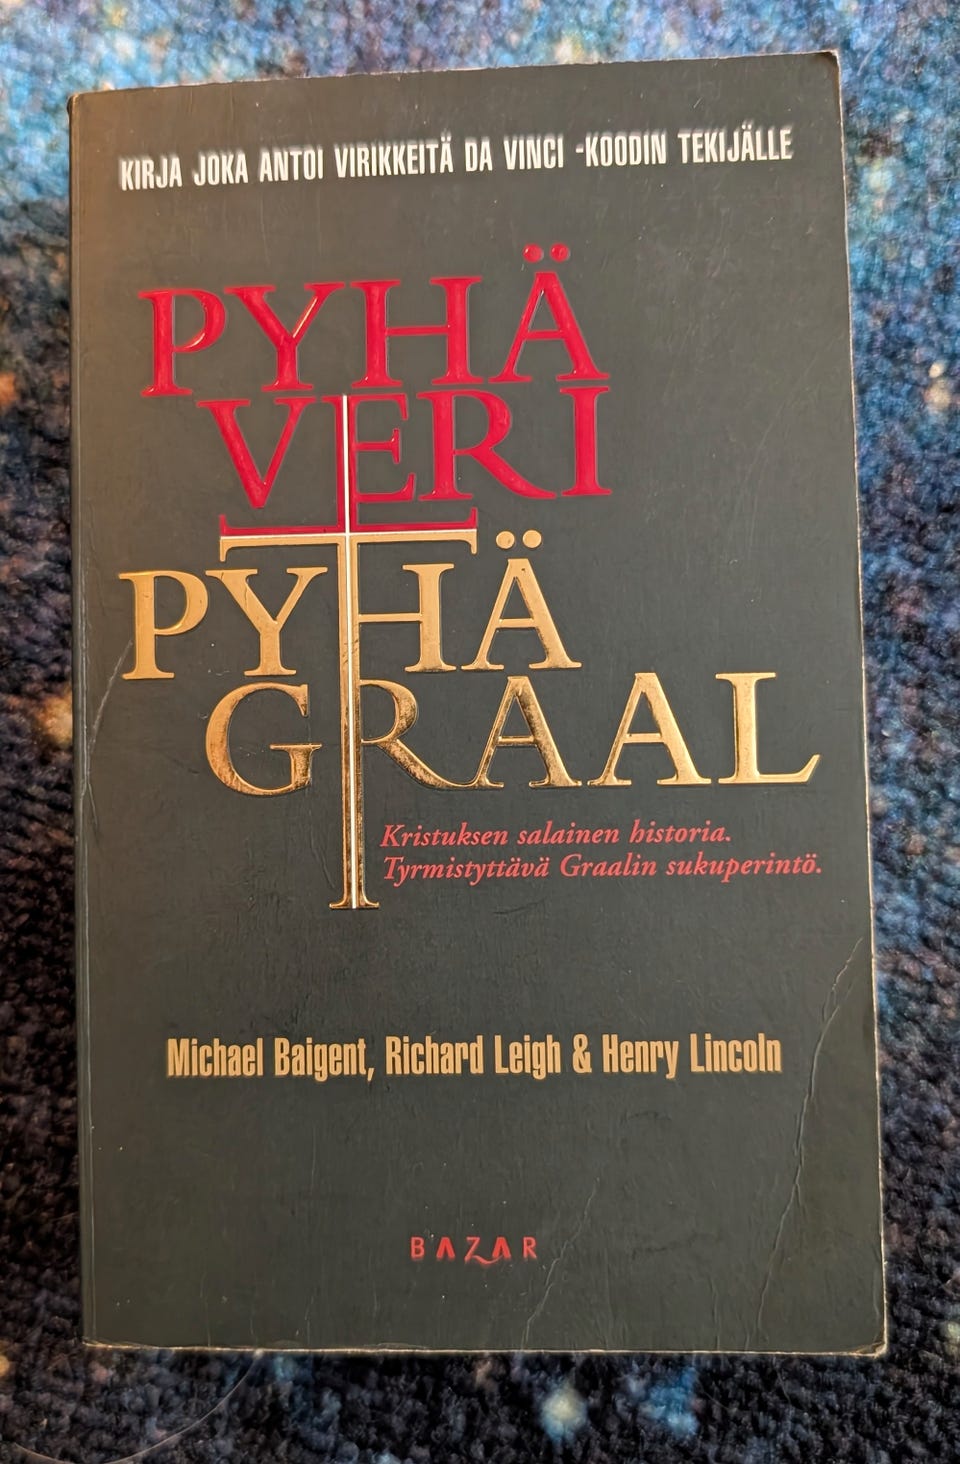 KIRJA JOKA ANTOI VIRIKKEITÄ DA VINCI -KOODIN TEKIJÄLLE
PYHÄ
VERI
PYHÄ
GRAAL
Kristuksen salainen historia.
Tyrmistyttävä Graalin sukuperintö.
Michael Baigent, Richard Leigh & Henry Lincoln
BAZAR